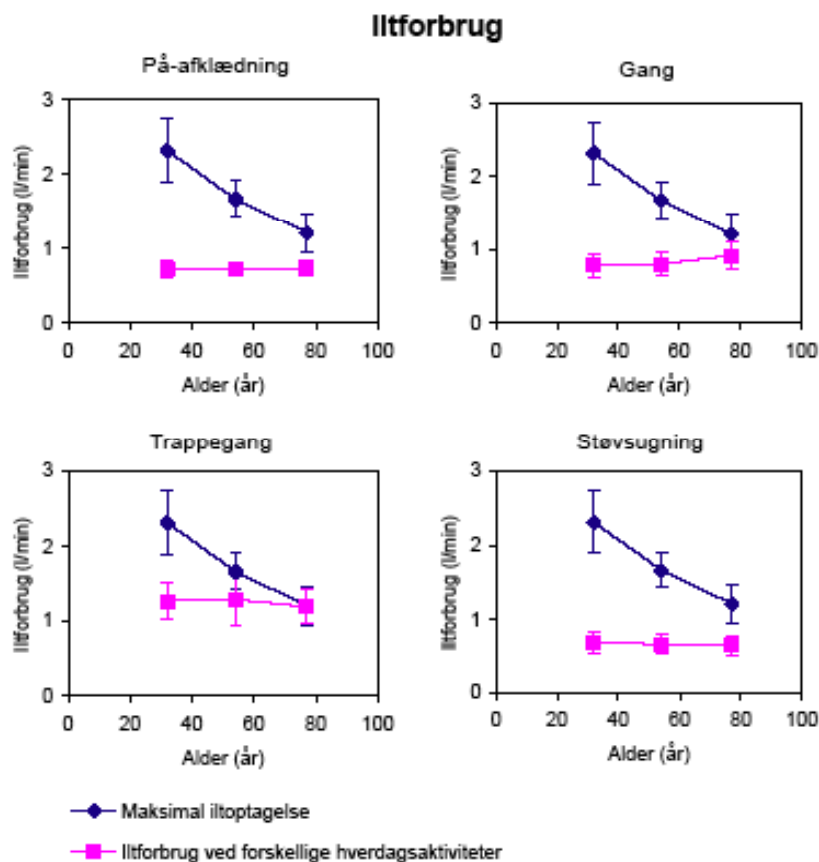 Iltforbrug
På-afklædning
3
2
1
0
Iltforbrug (l/min)
0 20 40 60 80 100
Alder (år)
Gang
3
2
1
0
Iltforbrug (l/min)
0 20 40 60 80 100
Alder (år)
Trappegang
3
2
1
0
Iltforbrug (l/min)
0 20 40 60 80 100
Alder (år)
Støvsugning
3
2
1
0
Iltforbrug (l/min)
0 20 40 60 80 100
Alder (år)
Maksimal iltoptagelse
Iltforbrug ved forskellige hverdagsaktiviteter